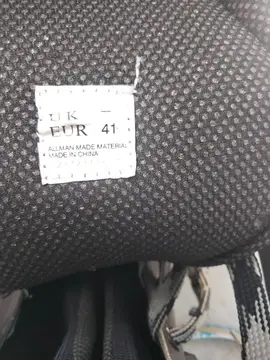 UK –
EUR 41
ALLMAN MADE MATERIAL
MADE IN CHINA